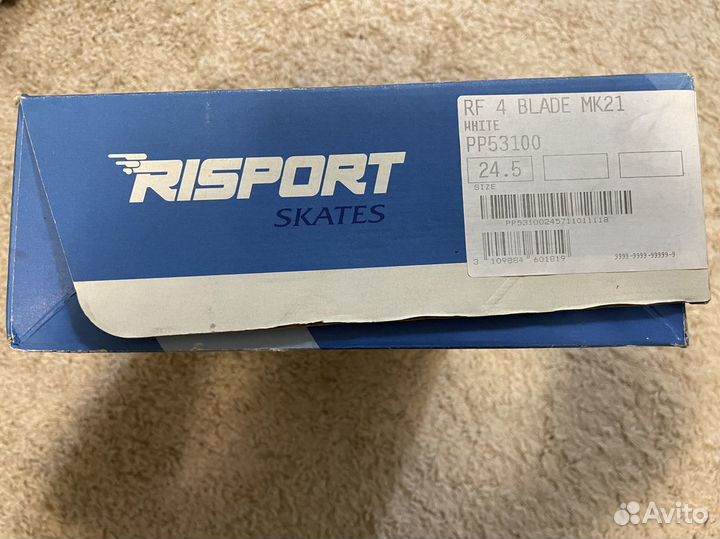 RISPORT
SKATES
RF 4 BLADE MK21
WHITE
PP53100
24.5
SIZE
PP53100245711011118
3 109884 601819
9999-9999-99999-9
Avito